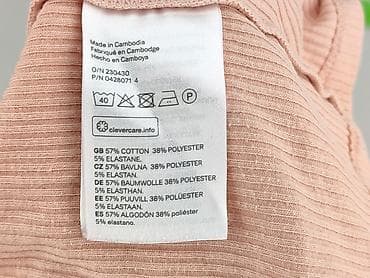 Made in Cambodia
Fabriqué en Cambodge
Hecho en Camboya
O/N 230430
P/N 0428071 4
40
P
clevercare.info
GB 57% COTTON 38% POLYESTER
5% ELASTANE.
CZ 57% BAVLNA 38% POLYESTER
5% ELASTAN.
DE 57% BAUMWOLLE 38% POLYESTER
5% ELASTHAN.
EE 57% PUUVILL 38% POLÜESTER
5% ELASTAAN.
ES 57% ALGODÓN 38% poliéster
5% elastano.